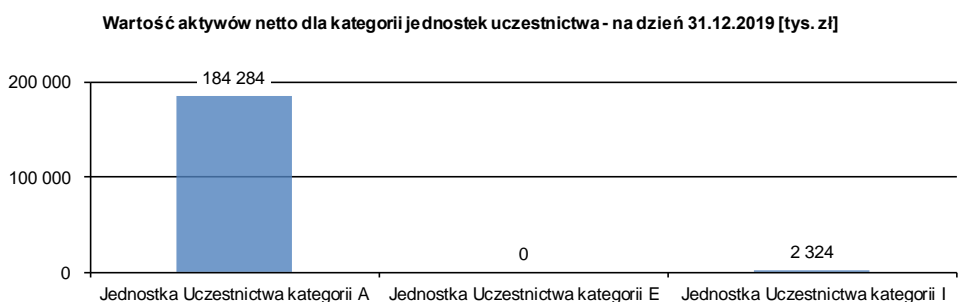 Wartość aktywów netto dla kategorii jednostek uczestnictwa - na dzień 31.12.2019 [tys. zł]
200 000
184 284
100 000
0
0
2 324
Jednostka Uczestnictwa kategorii A
Jednostka Uczestnictwa kategorii E
Jednostka Uczestnictwa kategorii I